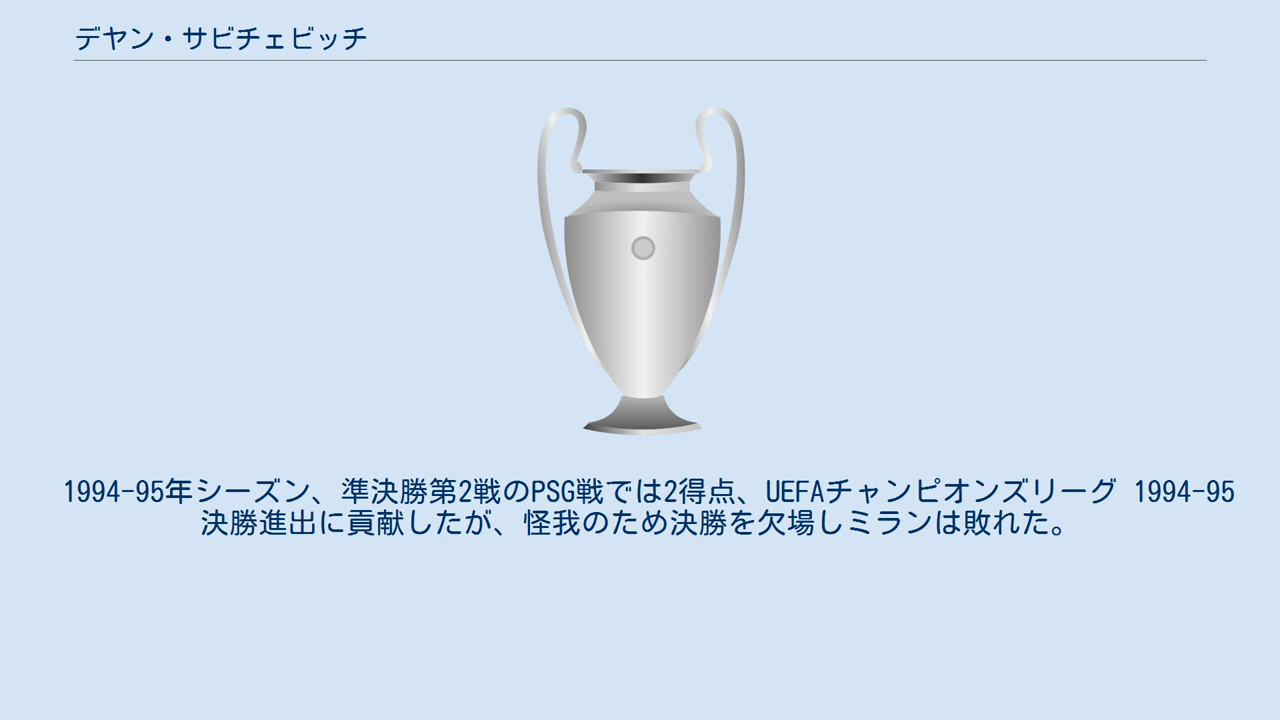 デヤン・サビチェビッチ
1994-95年シーズン、準決勝第2戦のPSG戦では2得点、UEFAチャンピオンズリーグ 1994-95
決勝進出に貢献したが、怪我のため決勝を欠場しミランは敗れた。